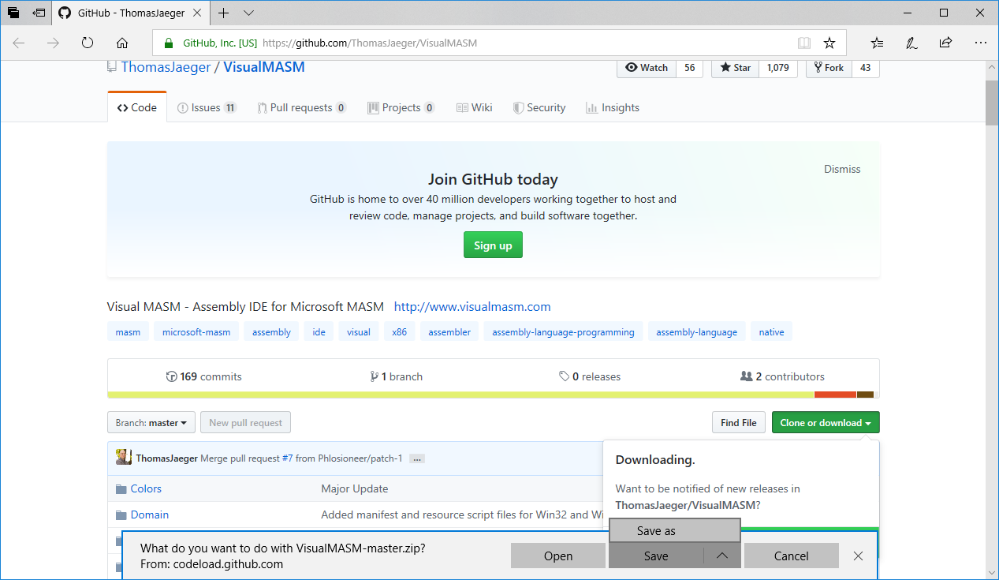 GitHub - ThomasJaeger
GitHub, Inc. [US] https://github.com/ThomasJaeger/VisualMASM
ThomasJaeger / VisualMASM
Watch 56 Star 1,079 Fork 43
Code Issues 11 Pull requests 0 Projects 0 Wiki Security Insights
Join GitHub today
Dismiss
GitHub is home to over 40 million developers working together to host and
review code, manage projects, and build software together.
Sign up
Visual MASM - Assembly IDE for Microsoft MASM http://www.visualmasm.com
masm microsoft-masm assembly ide visual x86 assembler assembly-language-programming assembly-language native
169 commits 1 branch 0 releases 2 contributors
Branch: master New pull request Find File Clone or download
ThomasJaeger Merge pull request #7 from Phlosioneer/patch-1 ...
Downloading.
Colors Major Update
Want to be notified of new releases in
ThomasJaeger/VisualMASM?
Domain Added manifest and resource script files for Win32 and
Save as
What do you want to do with VisualMASM-master.zip?
From: codeload.github.com
Open Save Cancel